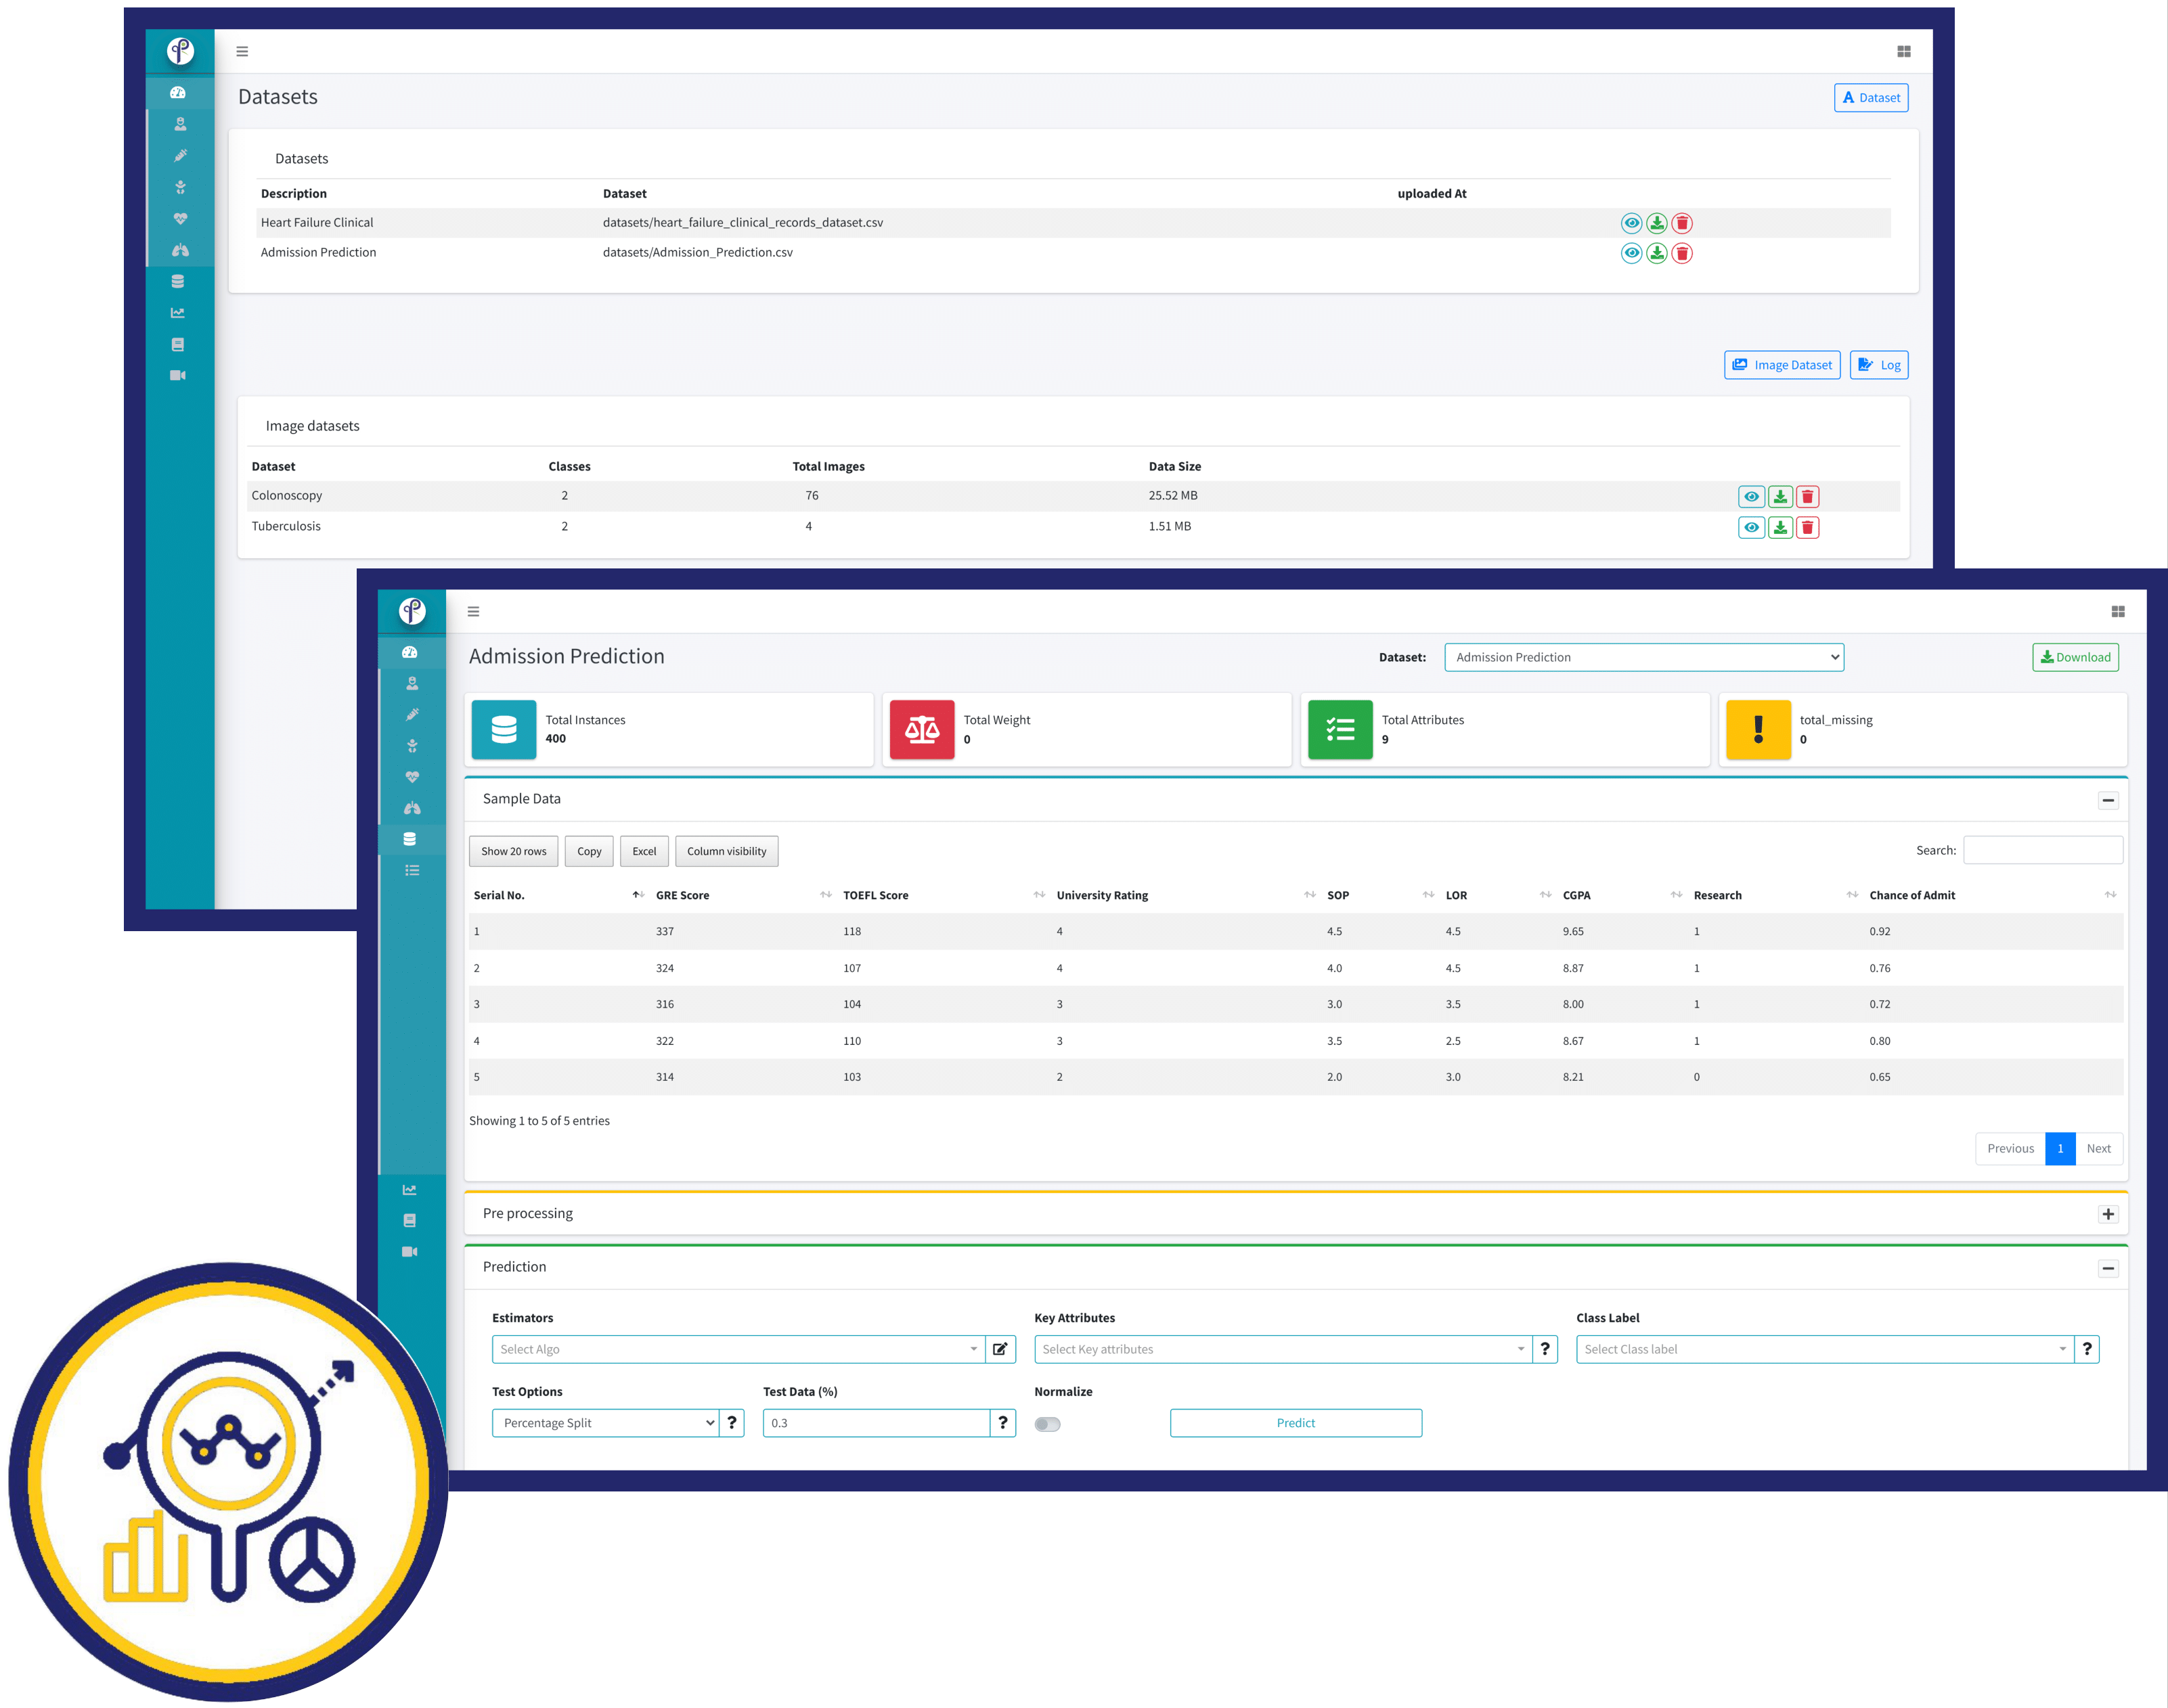 Datasets
A Dataset
Datasets
Description Dataset uploaded At
Heart Failure Clinical datasets/heart_failure_clinical_records_dataset.csv
Admission Prediction datasets/Admission_Prediction.csv
Image Dataset Log
Image datasets
Dataset Classes Total Images Data Size
Colonoscopy 2 76 25.52 MB
Tuberculosis 2 4 1.51 MB
Admission Prediction Dataset: Admission Prediction Download
Total Instances Total Weight Total Attributes total_missing
400 0 9 0
Sample Data
Show 20 rows Copy Excel Column visibility Search:
Serial No. GRE Score TOEFL Score University Rating SOP LOR CGPA Research Chance of Admit
1 337 118 4 4.5 4.5 9.65 1 0.92
2 324 107 4 4.0 4.5 8.87 1 0.76
3 316 104 3 3.0 3.5 8.00 1 0.72
4 322 110 3 3.5 2.5 8.67 1 0.80
5 314 103 2 2.0 3.0 8.21 0 0.65
Showing 1 to 5 of 5 entries
Previous 1 Next
Pre processing
Prediction
Estimators Key Attributes Class Label
Select Algo Select Key attributes ? Select Class label ?
Test Options Test Data (%) Normalize
Percentage Split ? 0.3 ? Predict